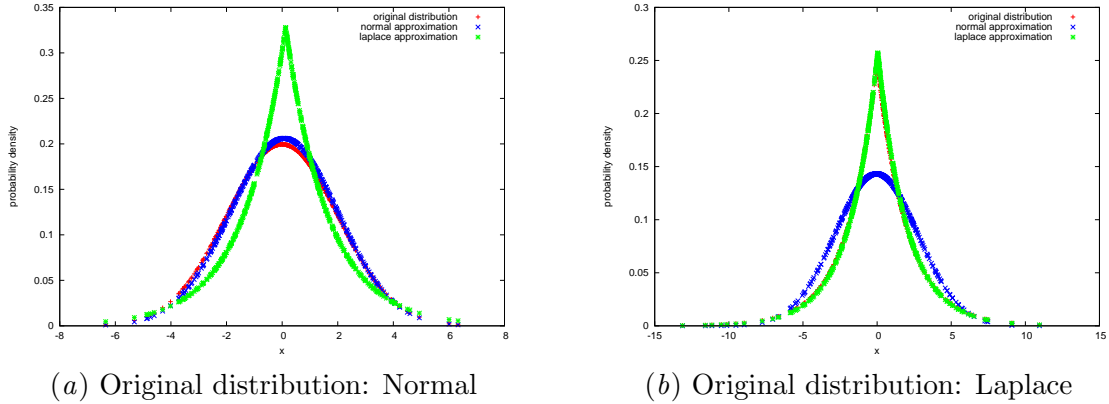 0.35
0.3
0.25
0.2
0.15
0.1
0.05
0
probability density
original distribution
normal approximation
laplace approximation
-8 -6 -4 -2 0 2 4 6 8
x
(a) Original distribution: Normal
0.3
0.25
0.2
0.15
0.1
0.05
0
probability density
original distribution
normal approximation
laplace approximation
-15 -10 -5 0 5 10 15
x
(b) Original distribution: Laplace